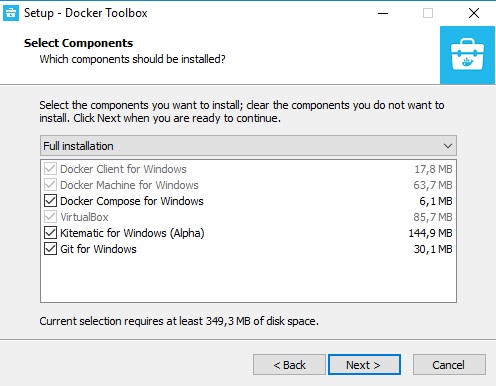 Setup - Docker Toolbox
Select Components
Which components should be installed?
Select the components you want to install; clear the components you do not want to
install. Click Next when you are ready to continue.
Full installation
Docker Client for Windows 17,8 MB
Docker Machine for Windows 63,7 MB
Docker Compose for Windows 6,1 MB
VirtualBox 85,7 MB
Kitematic for Windows (Alpha) 144,9 MB
Git for Windows 30,1 MB
Current selection requires at least 349,3 MB of disk space.
< Back Next > Cancel